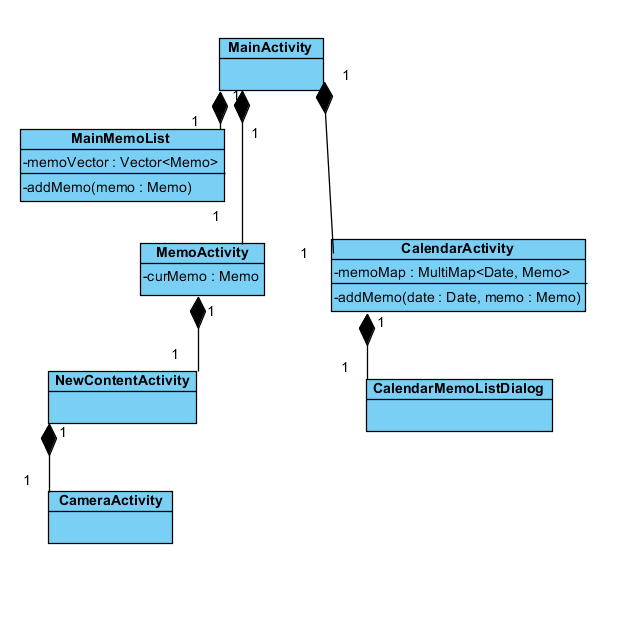 MainActivity
1
1
1
1
MainMemoList
-memoVector : Vector<Memo>
-addMemo(memo : Memo)
1
1
MemoActivity
-curMemo : Memo
CalendarActivity
-memoMap : MultiMap<Date, Memo>
-addMemo(date : Date, memo : Memo)
1
1
1
1
NewContentActivity
CalendarMemoListDialog
1
1
CameraActivity